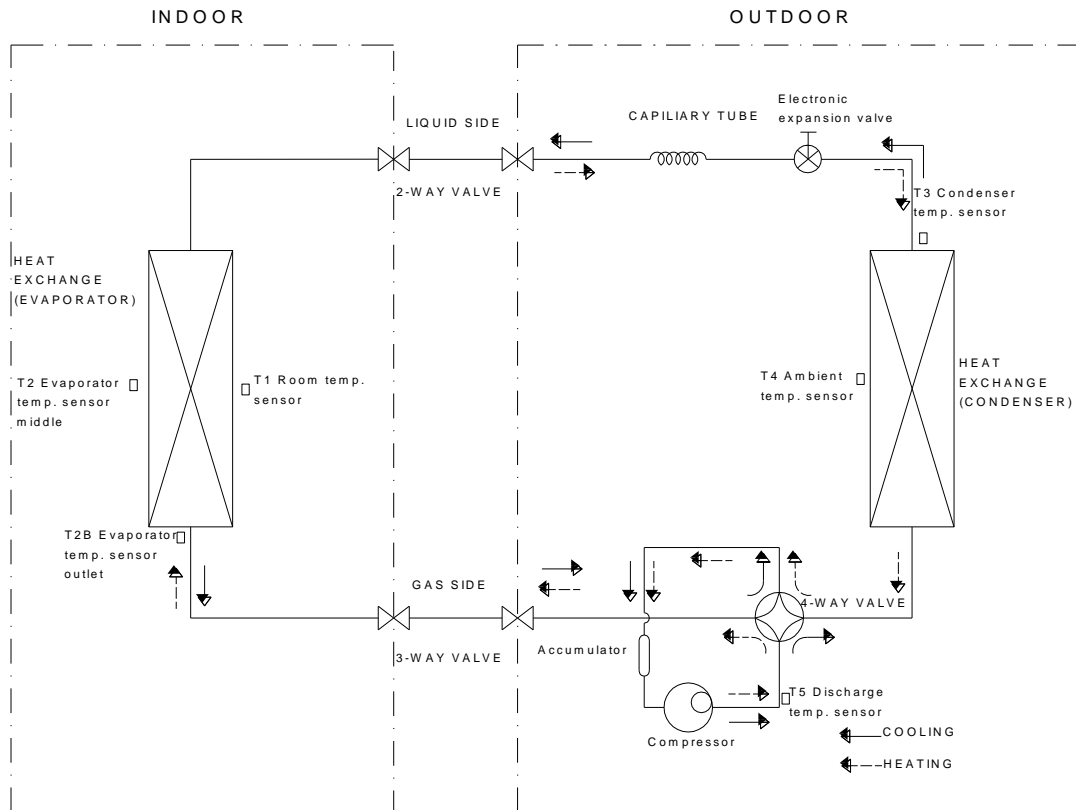 INDOOR
OUTDOOR
Electronic
expansion valve
CAPILIARY TUBE
LIQUID SIDE
2-WAY VALVE
T3 Condenser
temp. sensor
HEAT
EXCHANGE
(EVAPORATOR)
T2 Evaporator
temp. sensor
middle
T1 Room temp.
sensor
T4 Ambient
temp. sensor
HEAT
EXCHANGE
(CONDENSER)
T2B Evaporator
temp. sensor
outlet
GAS SIDE
3-WAY VALVE
4-WAY VALVE
Accumulator
Compressor
T5 Discharge
temp. sensor
COOLING
HEATING